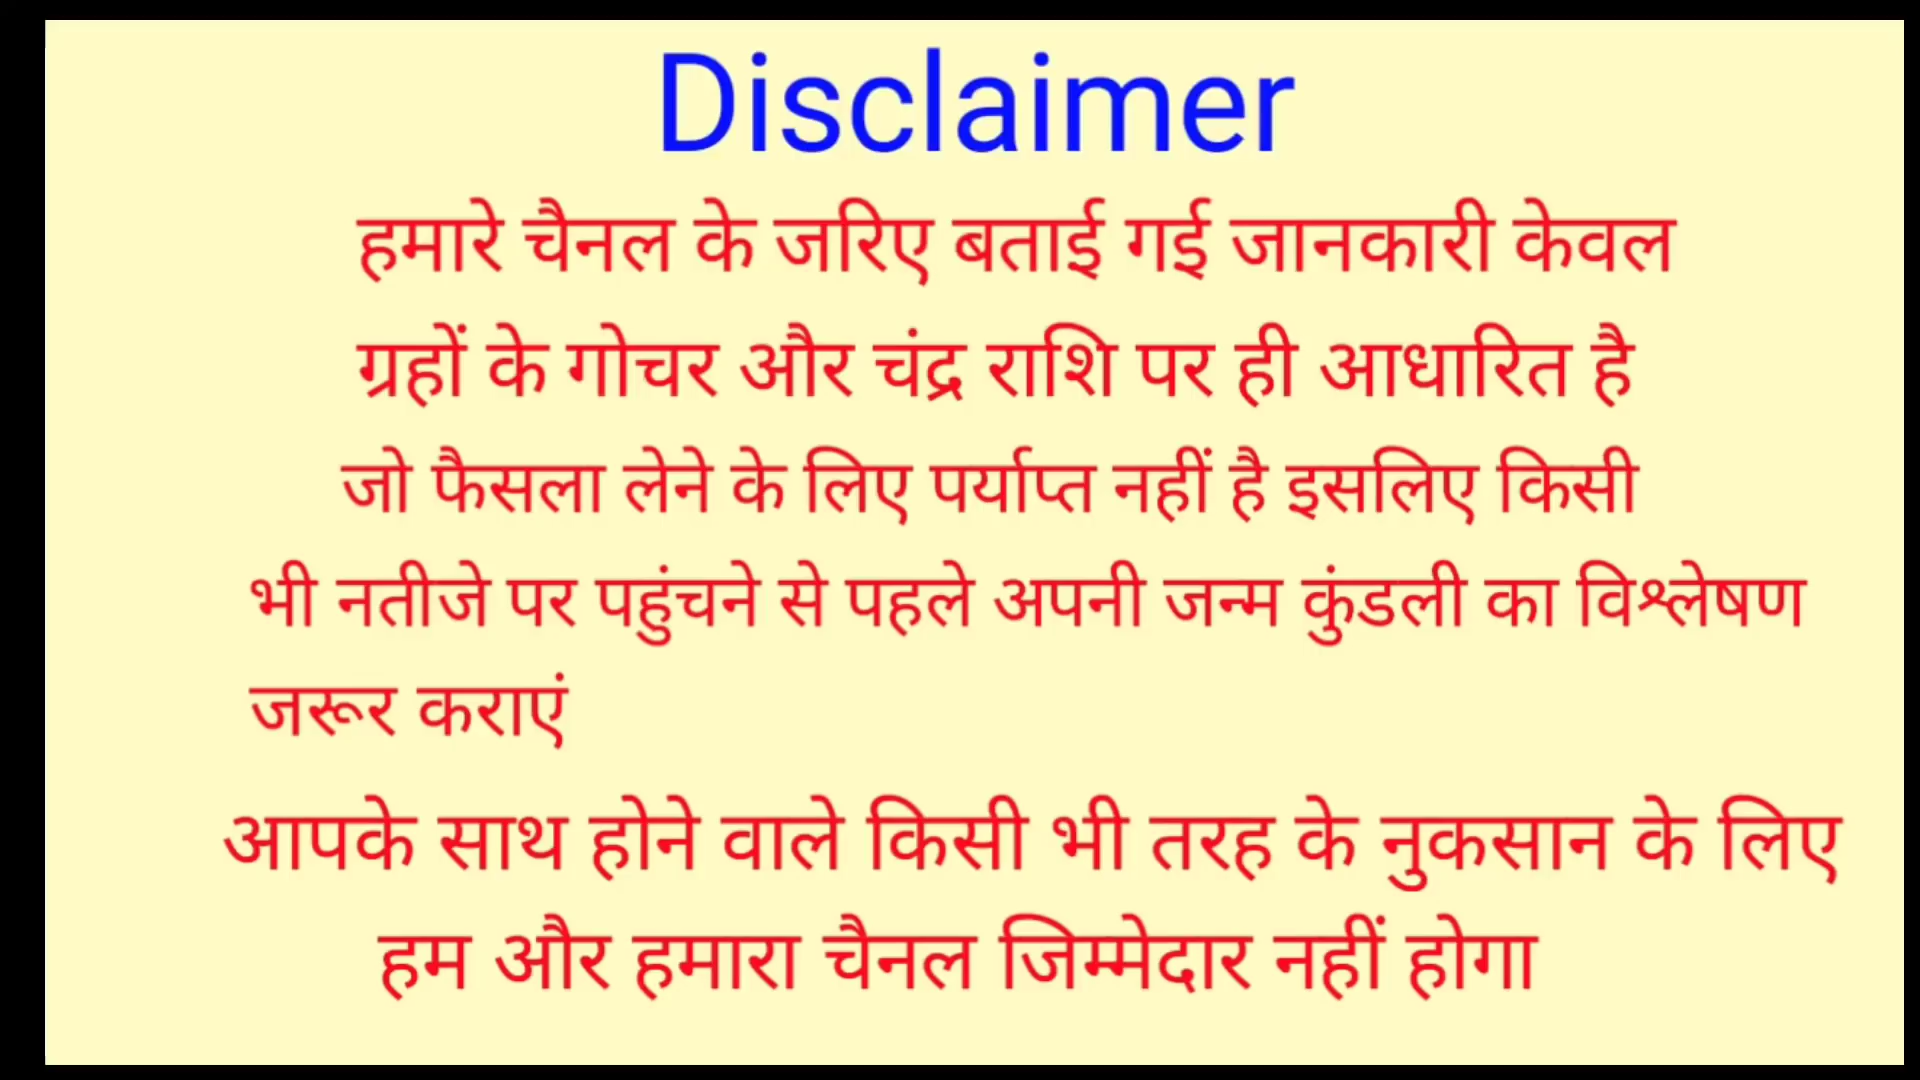 Disclaimer
हमारे चैनल के जरिए बताई गई जानकारी केवल
ग्रहों के गोचर और चंद्र राशि पर ही आधारित है
जो फैसला लेने के लिए पर्याप्त नहीं है इसलिए किसी
भी नतीजे पर पहुंचने से पहले अपनी जन्म कुंडली का विश्लेषण
जरूर कराएं
आपके साथ होने वाले किसी भी तरह के नुकसान के लिए
हम और हमारा चैनल जिम्मेदार नहीं होगा